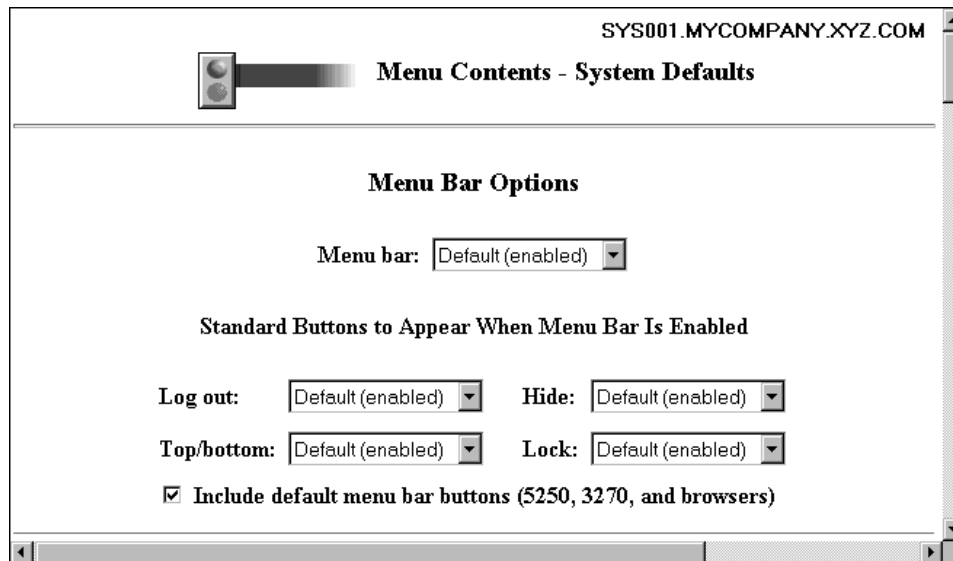 SYS001.MYCOMPANY.XYZ.COM
Menu Contents - System Defaults
Menu Bar Options
Menu bar: Default (enabled)
Standard Buttons to Appear When Menu Bar Is Enabled
Log out: Default (enabled) Hide: Default (enabled)
Top/bottom: Default (enabled) Lock: Default (enabled)
Include default menu bar buttons (5250, 3270, and browsers)